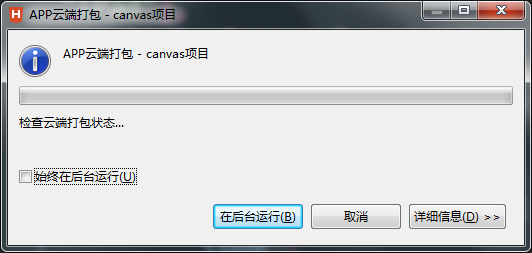 H APP云端打包 - canvas项目
APP云端打包 - canvas项目
检查云端打包状态...
始终在后台运行(U)
在后台运行(B) 取消 详细信息(D) >>